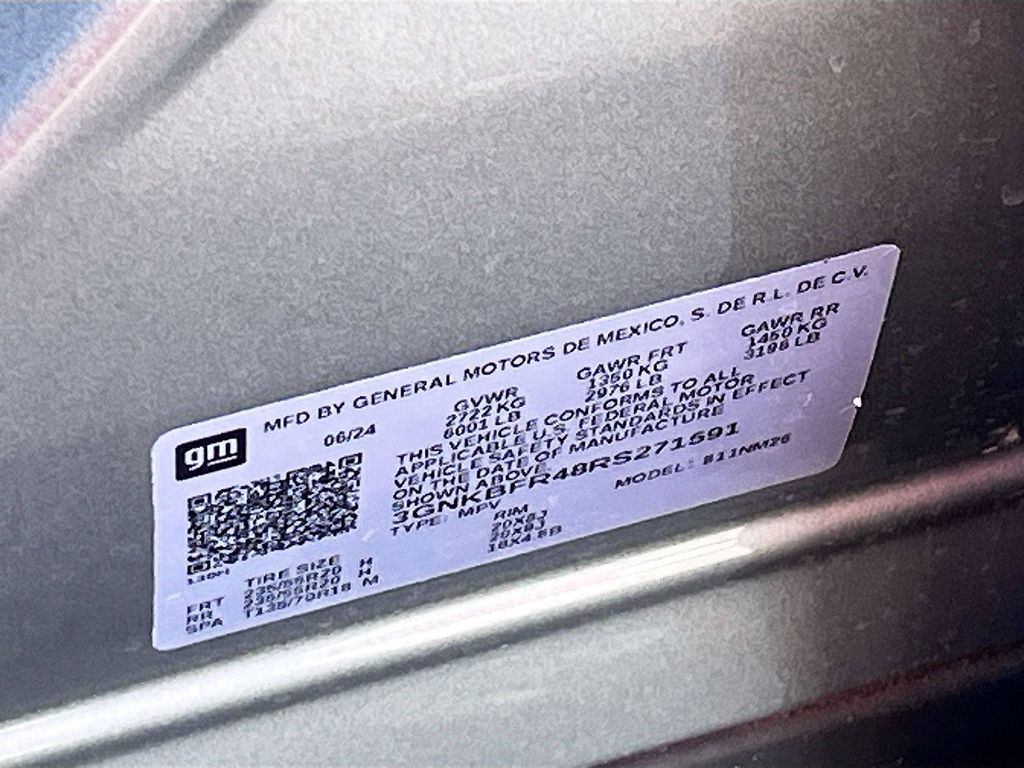 MFD BY GENERAL MOTORS DE MEXICO, S. DE R.L. DE C.V.
gm
06/24
GVWR
2722 KG
6001 LB
GAWR FRT
1350 KG
2976 LB
GAWR RR
1450 KG
3196 LB
THIS VEHICLE CONFORMS TO ALL
APPLICABLE U.S. FEDERAL MOTOR
VEHICLE SAFETY STANDARDS IN EFFECT
ON THE DATE OF MANUFACTURE
SHOWN ABOVE.
3GNKBFR48RS271591
TYPE: MPV
MODEL: 811NM26
TIRE SIZE
RIM
FRT 235/55R20 H 20X8J
RR 235/55R20 H 20X8J
SPA T135/70R18 M 18X4.5B